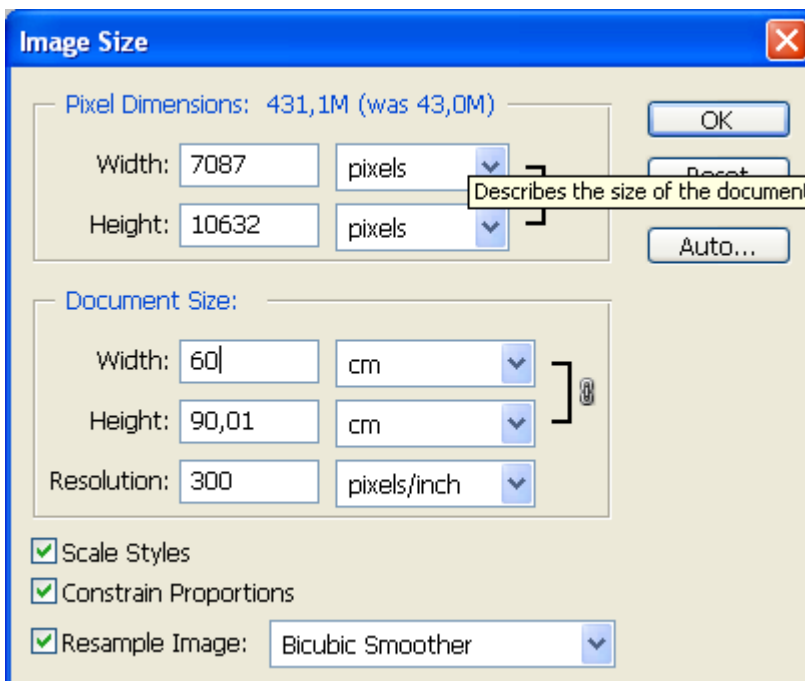 Image Size
Pixel Dimensions: 431,1M (was 43,0M)
OK
Width: 7087 pixels
Describes the size of the document
Height: 10632 pixels
Auto...
Document Size:
Width: 60 cm
Height: 90,01 cm
Resolution: 300 pixels/inch
Scale Styles
Constrain Proportions
Resample Image: Bicubic Smoother